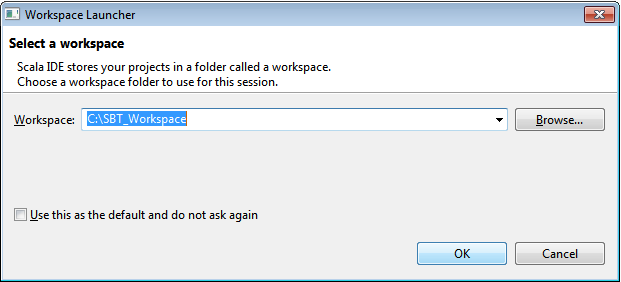 Workspace Launcher
Select a workspace
Scala IDE stores your projects in a folder called a workspace.
Choose a workspace folder to use for this session.
Workspace: C:\SBT_Workspace Browse...
Use this as the default and do not ask again
OK Cancel